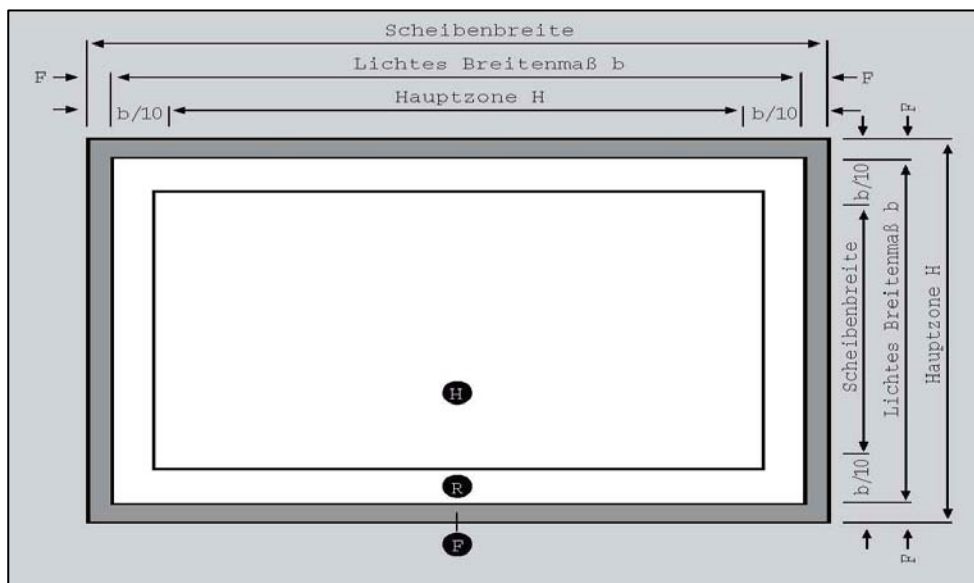 Scheibenbreite
F Lichtes Breitenmaß b F
b/10 Hauptzone H b/10
F
b/10
Scheibenbreite
b/10
Lichtes Breitenmaß b
Hauptzone H
F
H
R
F